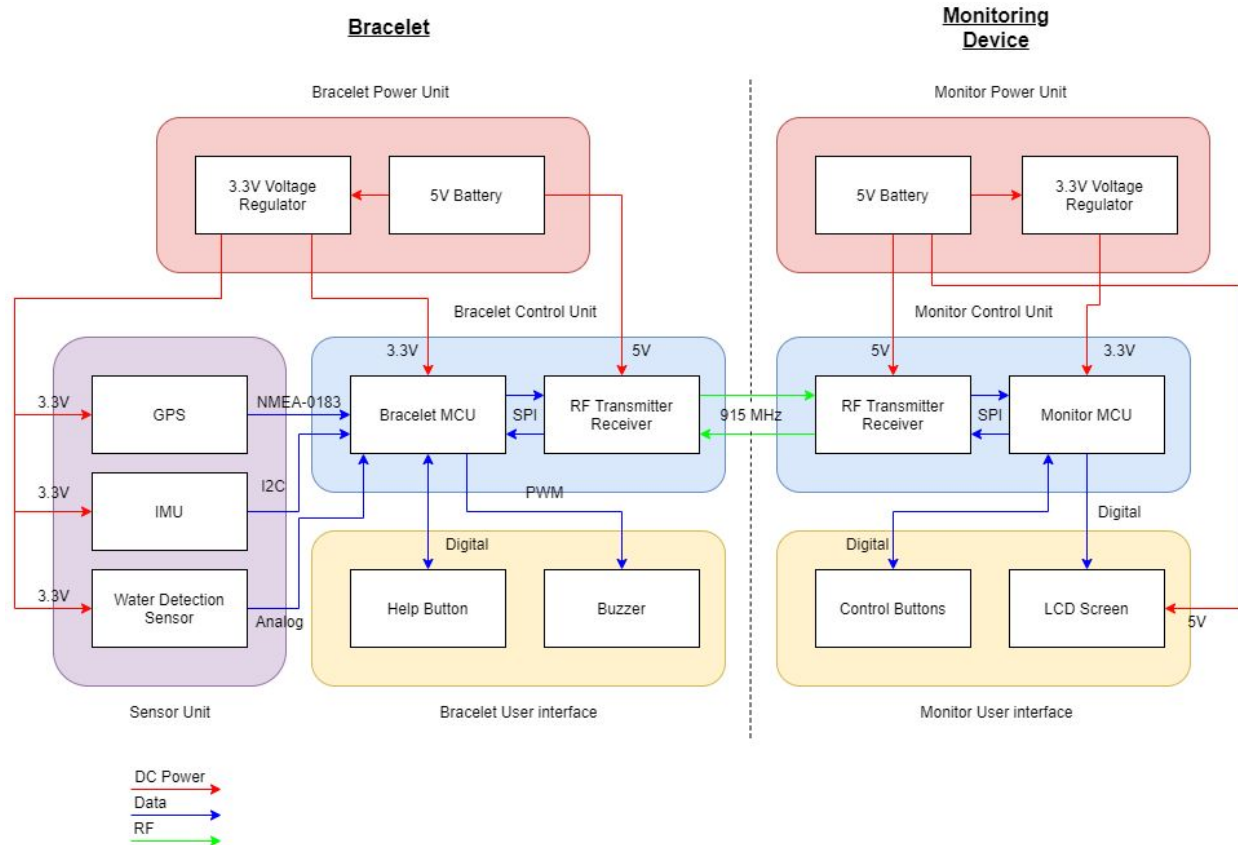 Bracelet
Monitoring
Device
Bracelet Power Unit
Monitor Power Unit
3.3V Voltage
Regulator
5V Battery
5V Battery
3.3V Voltage
Regulator
Bracelet Control Unit
Monitor Control Unit
3.3V
5V
5V
3.3V
3.3V
GPS
NMEA-0183
Bracelet MCU
SPI
RF Transmitter
Receiver
915 MHz
RF Transmitter
Receiver
SPI
Monitor MCU
3.3V
IMU
I2C
PWM
Digital
Digital
Digital
3.3V
Water Detection
Sensor
Analog
Help Button
Buzzer
Control Buttons
LCD Screen
5V
Sensor Unit
Bracelet User interface
Monitor User interface
DC Power
Data
RF